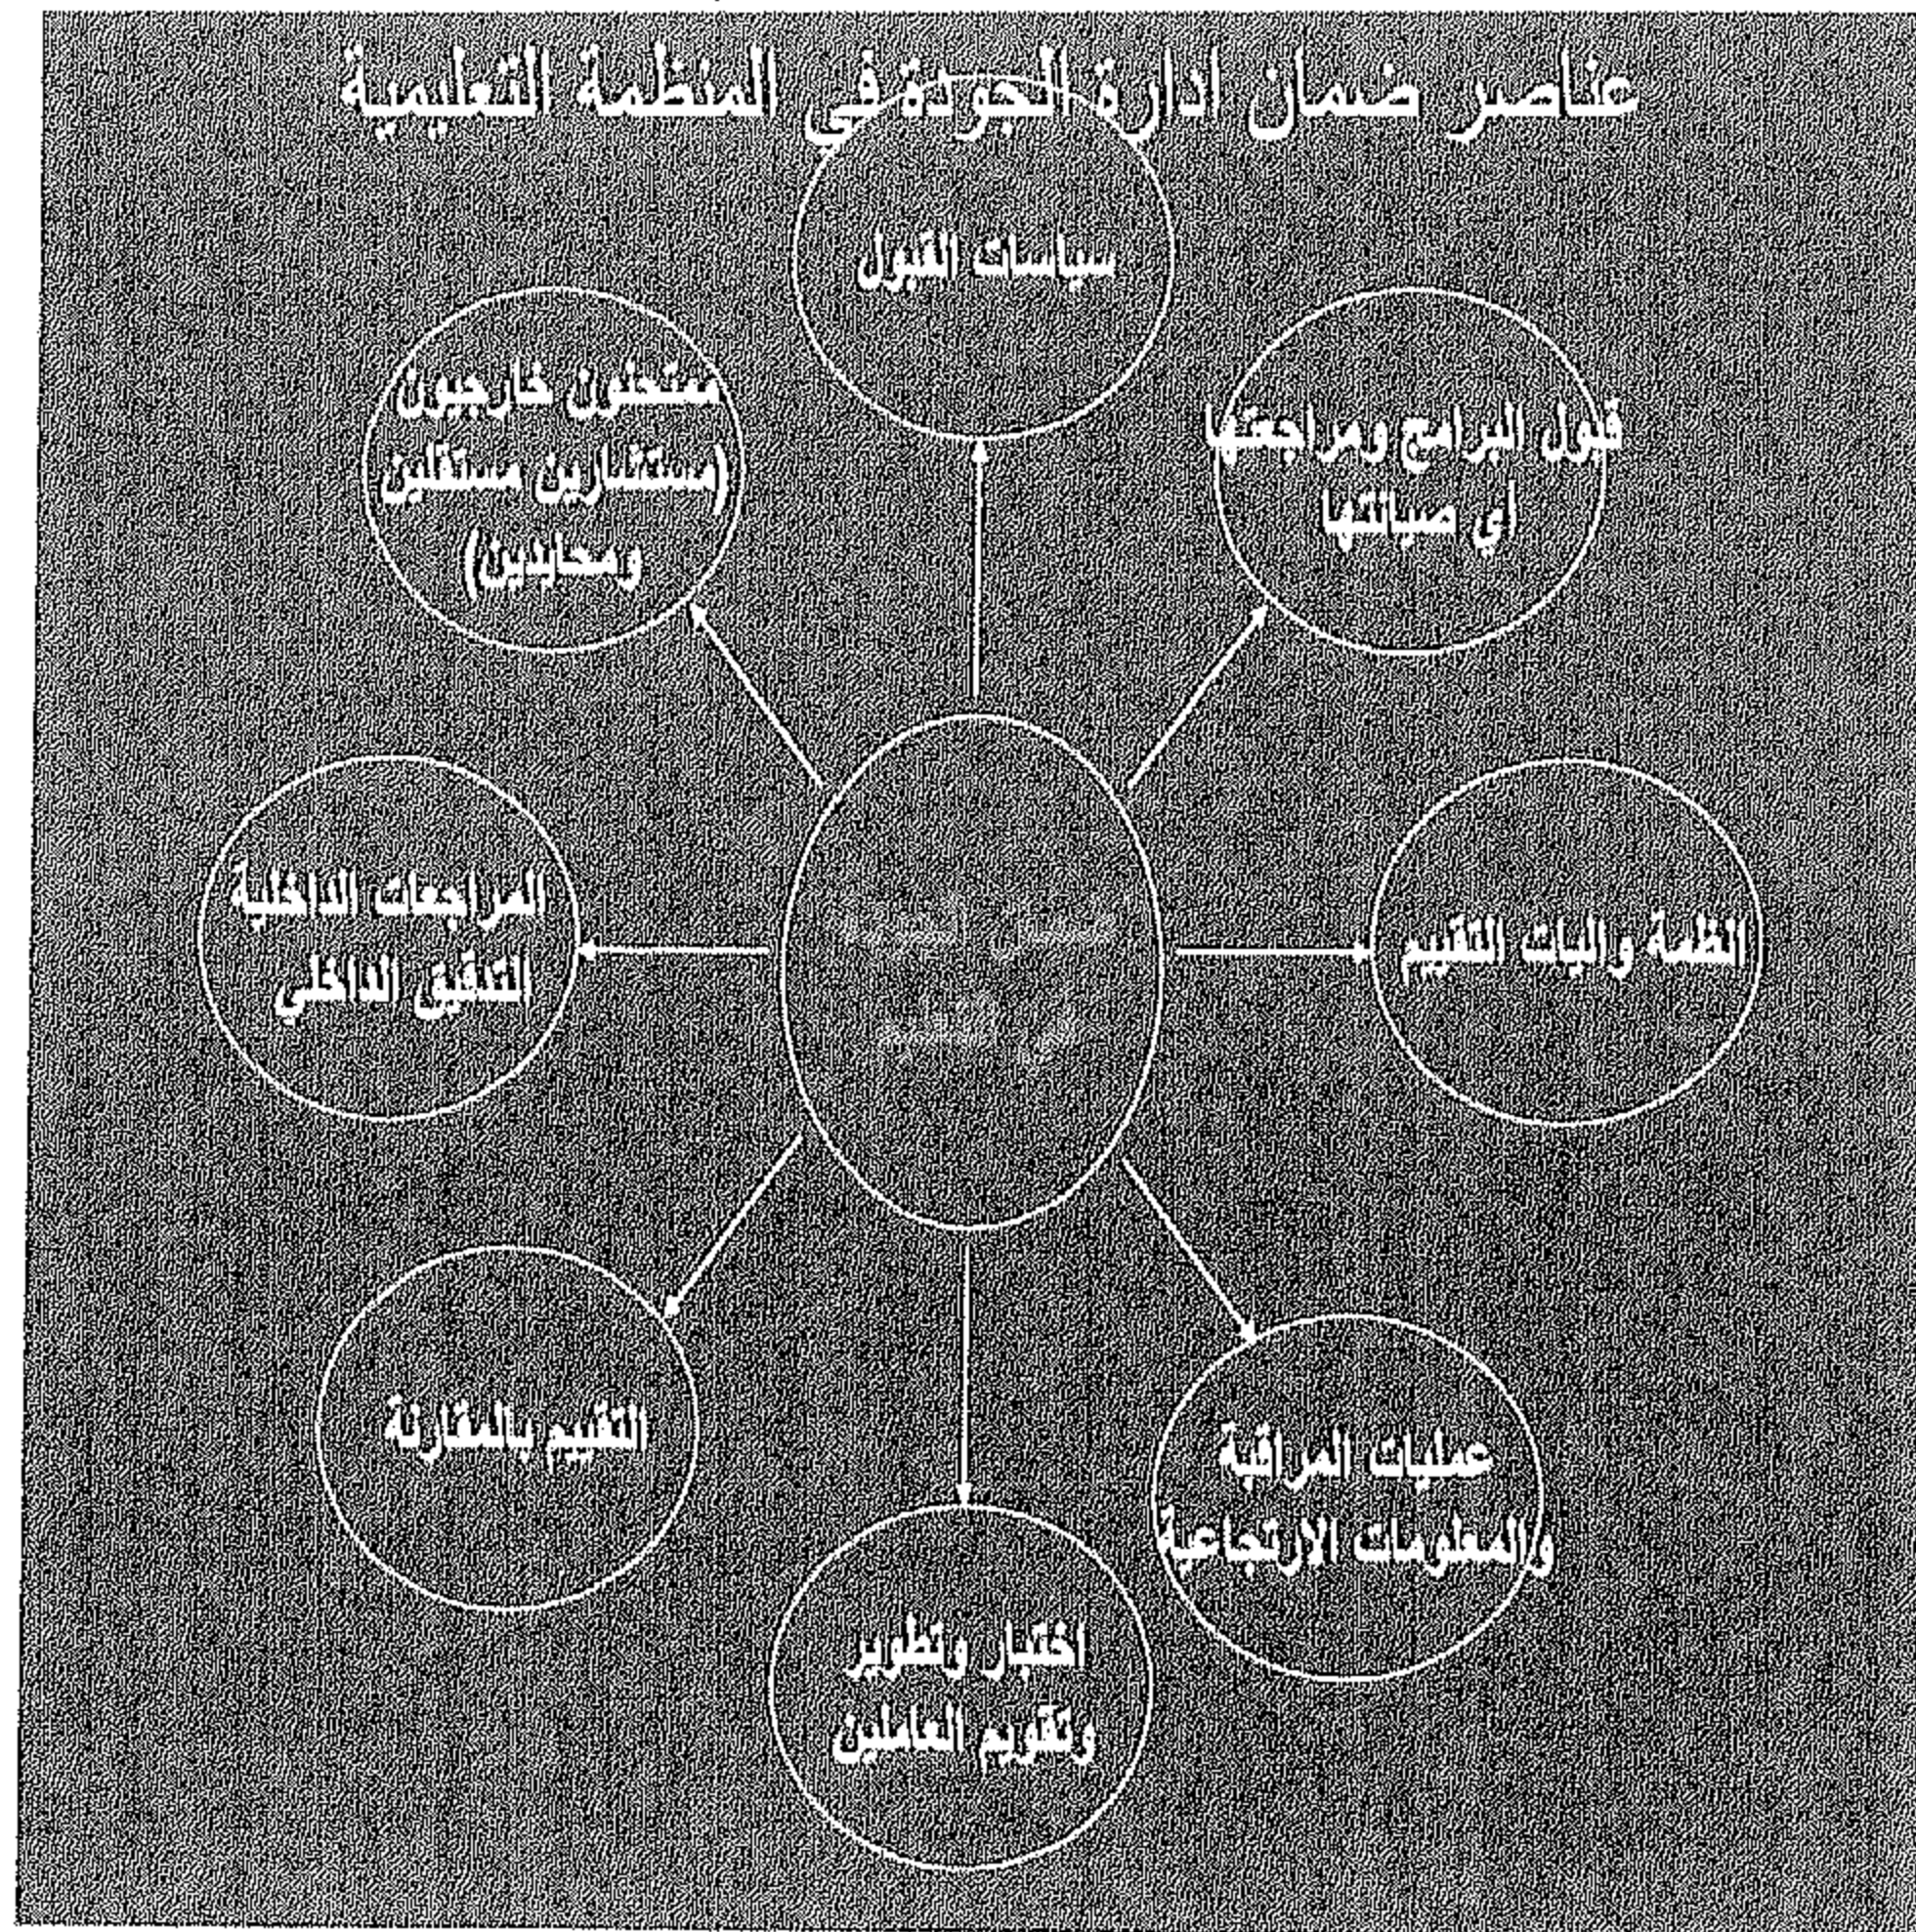 عناصر ضمان ادارة الجودة في المنظمة التعليمية
سياسات القبول
قبول البرامج ومراجعتها
اي صيانتها
انظمة واليات التقييم
عمليات المراقبة
والمعلومات الارتجاعية
اختبار وتطوير
وتقويم العاملين
التقييم بالمقارنة
المراجعات الداخلية
التدقيق الداخلي
ممتحنون خارجيون
(مستشارين مستقلين
ومحايدين)